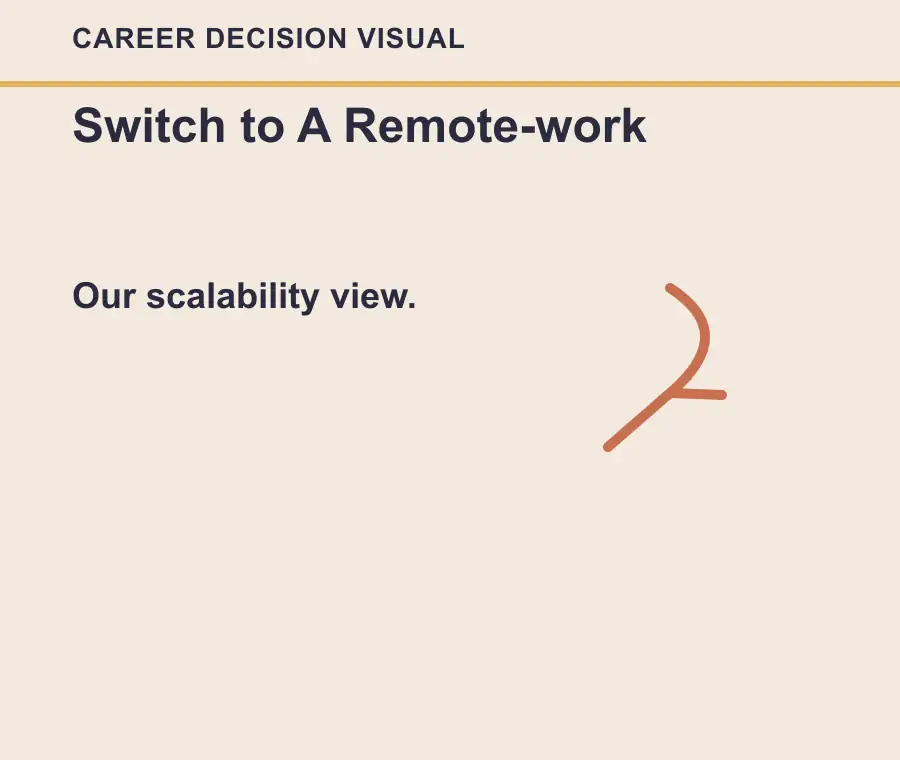 CAREER DECISION VISUAL
Switch to A Remote-work
Our scalability view.